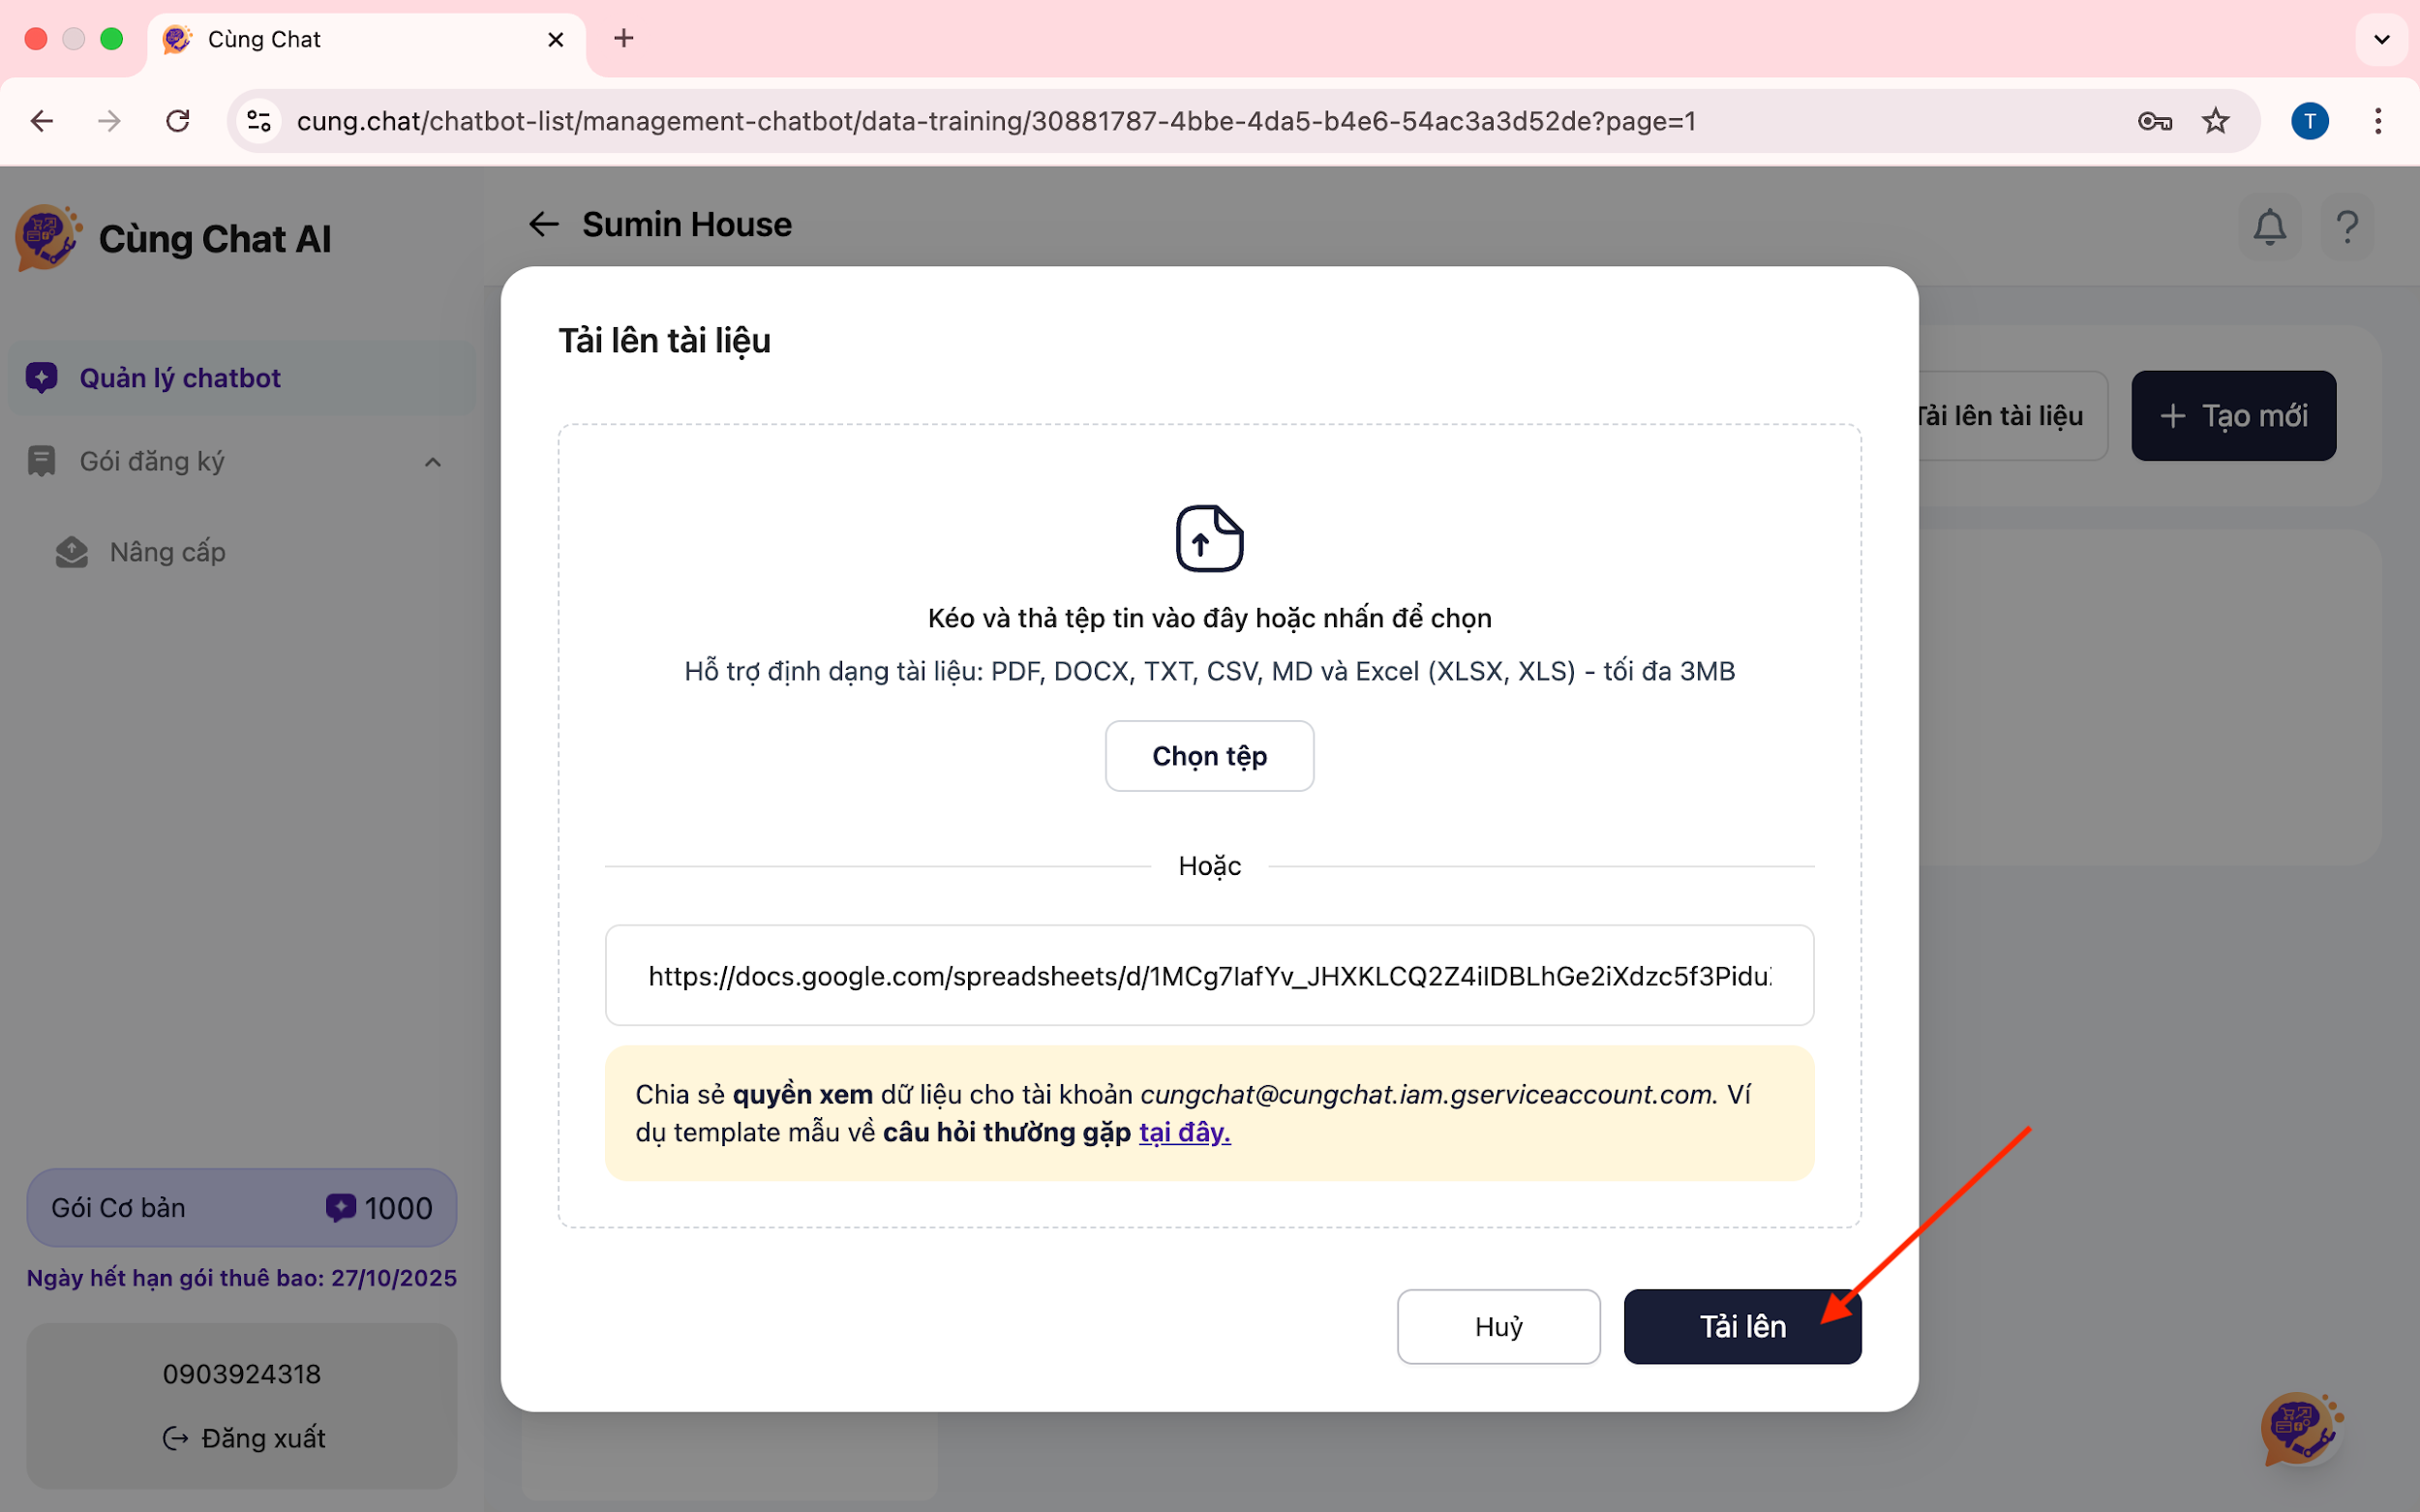 Cùng Chat
cung.chat/chatbot-list/management-chatbot/data-training/30881787-4bbe-4da5-b4e6-54ac3a3d52de?page=1
T
Cùng Chat AI
Sumin House
Quản lý chatbot
Gói đăng ký
Nâng cấp
Tải lên tài liệu
Tạo mới
Tải lên tài liệu
Kéo và thả tệp tin vào đây hoặc nhấn để chọn
Hỗ trợ định dạng tài liệu: PDF, DOCX, TXT, CSV, MD và Excel (XLSX, XLS) - tối đa 3MB
Chọn tệp
Hoặc
https://docs.google.com/spreadsheets/d/1MCg7IafYv_JHXKLCQ2Z4iIDBLhGe2iXdzc5f3Pidu
Chia sẻ quyền xem dữ liệu cho tài khoản cungchat@cungchat.iam.gserviceaccount.com. Ví
dụ template mẫu về câu hỏi thường gặp tại đây.
Huỷ
Tải lên
Gói Cơ bản
1000
Ngày hết hạn gói thuê bao: 27/10/2025
0903924318
Đăng xuất